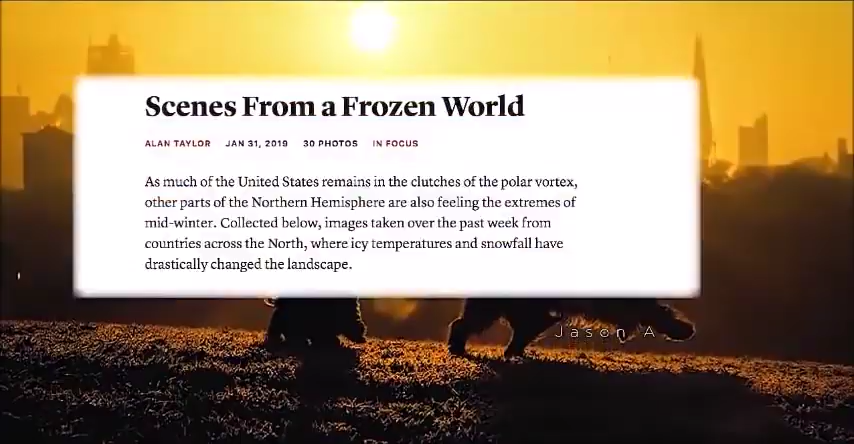 Scenes From a Frozen World
ALAN TAYLOR JAN 31, 2019 30 PHOTOS IN FOCUS
As much of the United States remains in the clutches of the polar vortex,
other parts of the Northern Hemisphere are also feeling the extremes of
mid-winter. Collected below, images taken over the past week from
countries across the North, where icy temperatures and snowfall have
drastically changed the landscape.
Jason A